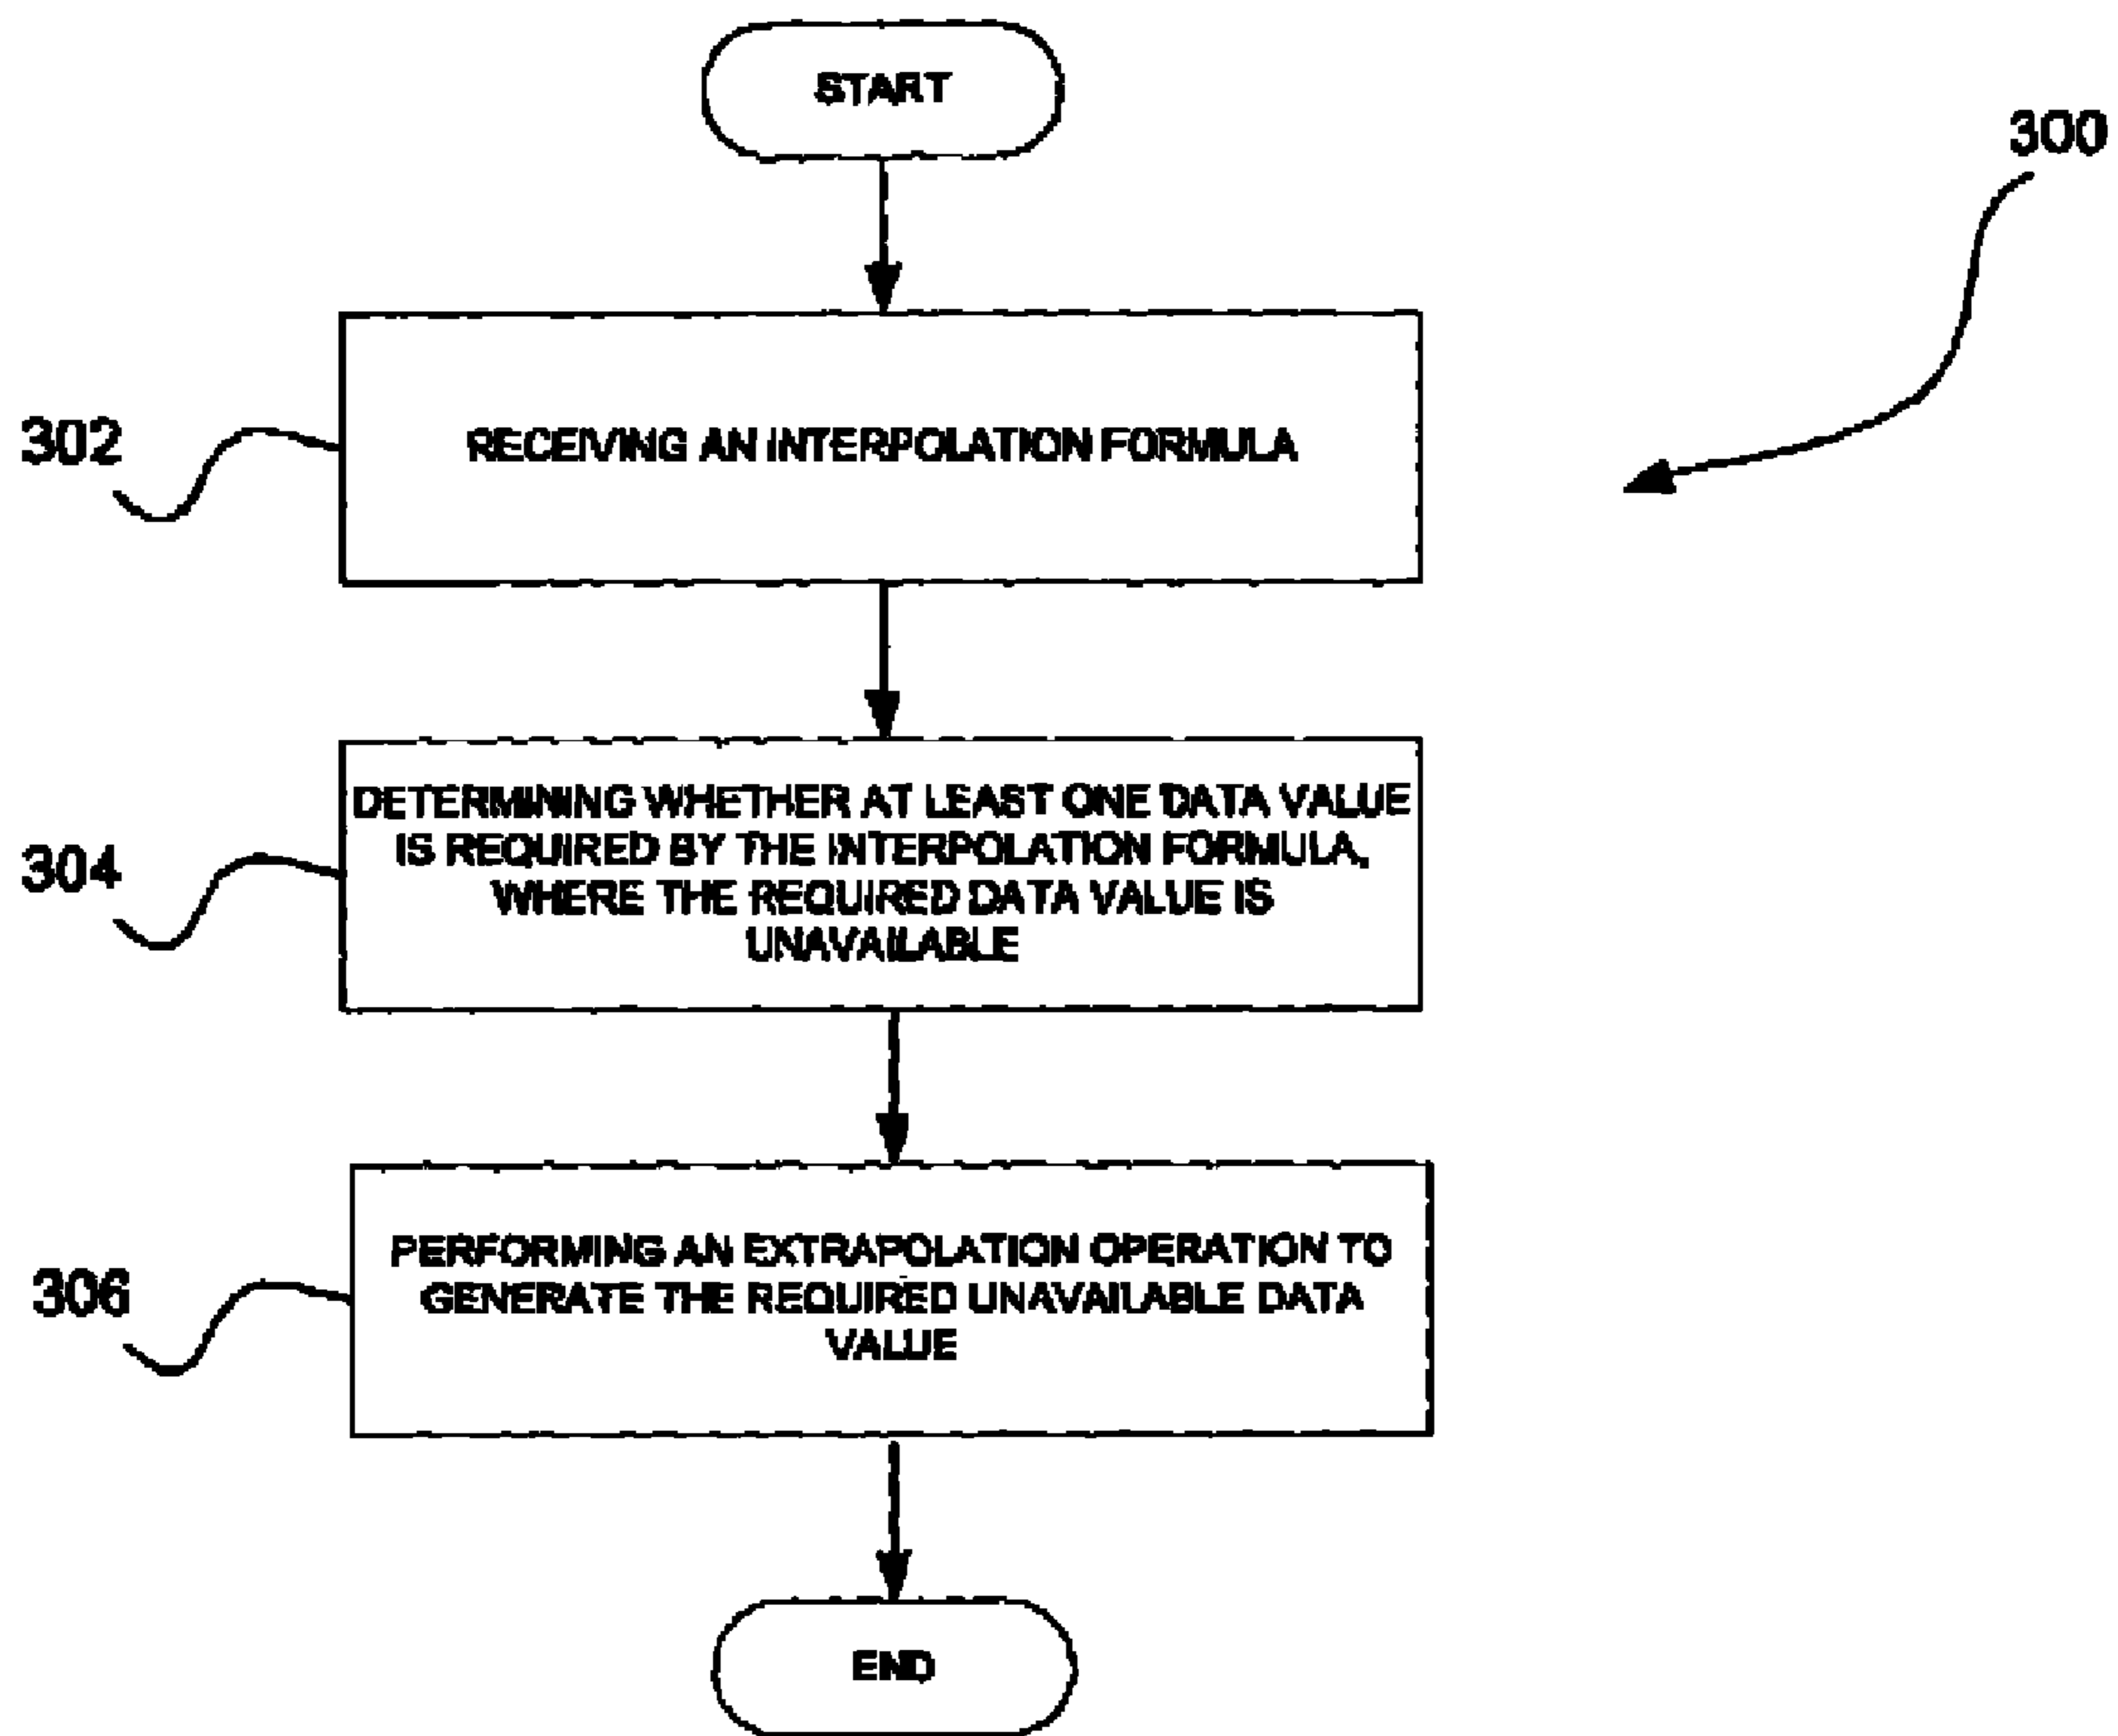 START
300
302
RECEIVING AN INTERPOLATION FORMULA
304
DETERMINING WHETHER AT LEAST ONE DATA VALUE
IS REQUIRED BY THE INTERPOLATION FORMULA,
WHERE THE REQUIRED DATA VALUE IS
UNAVAILABLE
306
PERFORMING AN EXTRAPOLATION OPERATION TO
GENERATE THE REQUIRED UNAVAILABLE DATA
VALUE
END